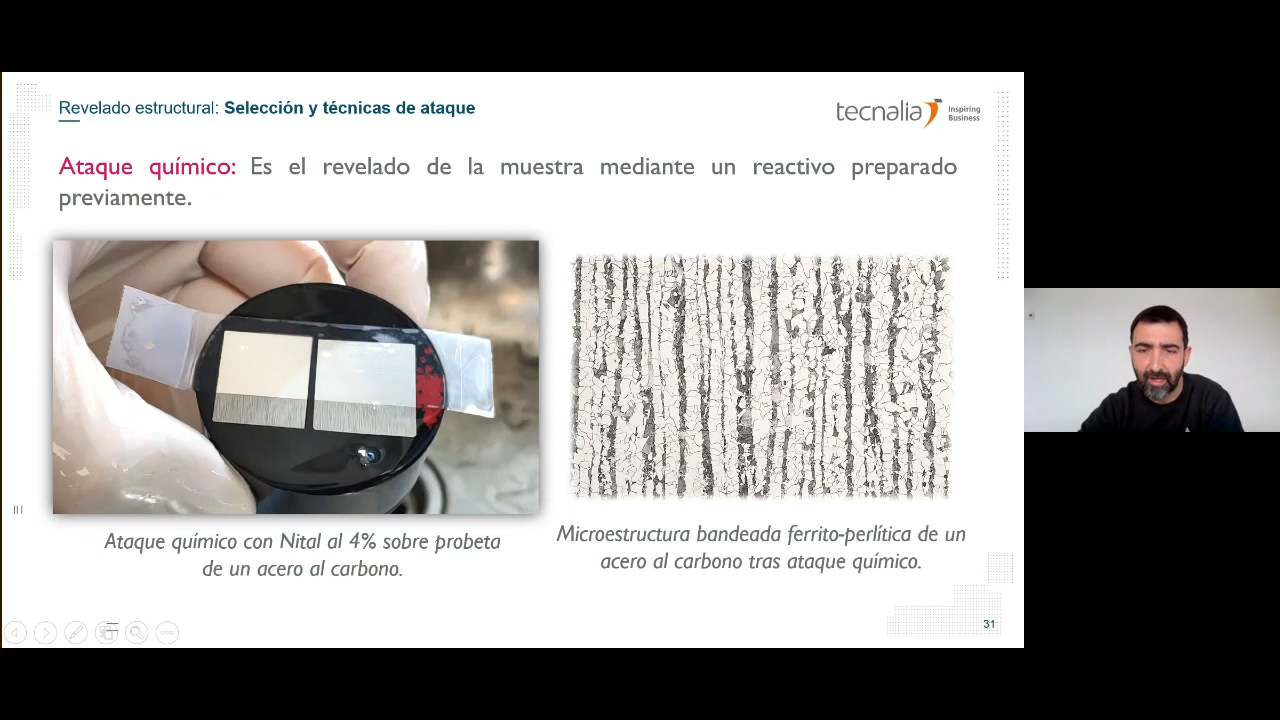 Revelado estructural: Selección y técnicas de ataque
tecnalia Inspiring
Business
Ataque químico: Es el revelado de la muestra mediante un reactivo preparado
previamente.
Ataque químico con Nital al 4% sobre probeta
de un acero al carbono.
Microestructura bandeada ferrito-perlítica de un
acero al carbono tras ataque químico.
31